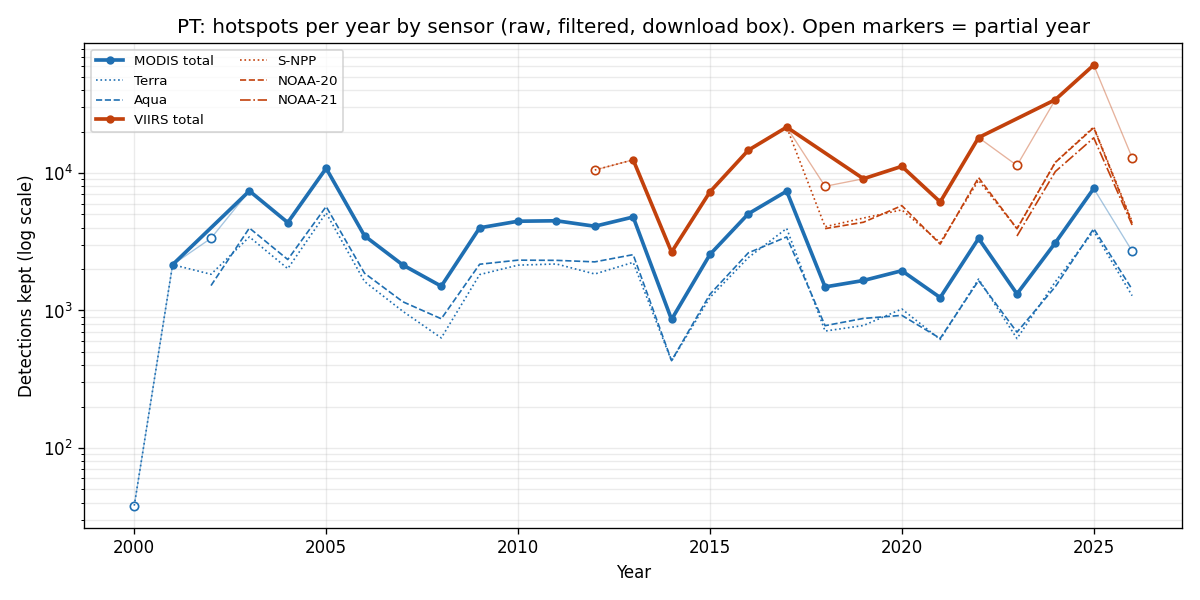 PT: hotspots per year by sensor (raw, filtered, download box). Open markers = partial year
MODIS total
Terra
Aqua
VIIRS total
S-NPP
NOAA-20
NOAA-21
Detections kept (log scale)
10⁴
10³
10²
2000 2005 2010 2015 2020 2025
Year